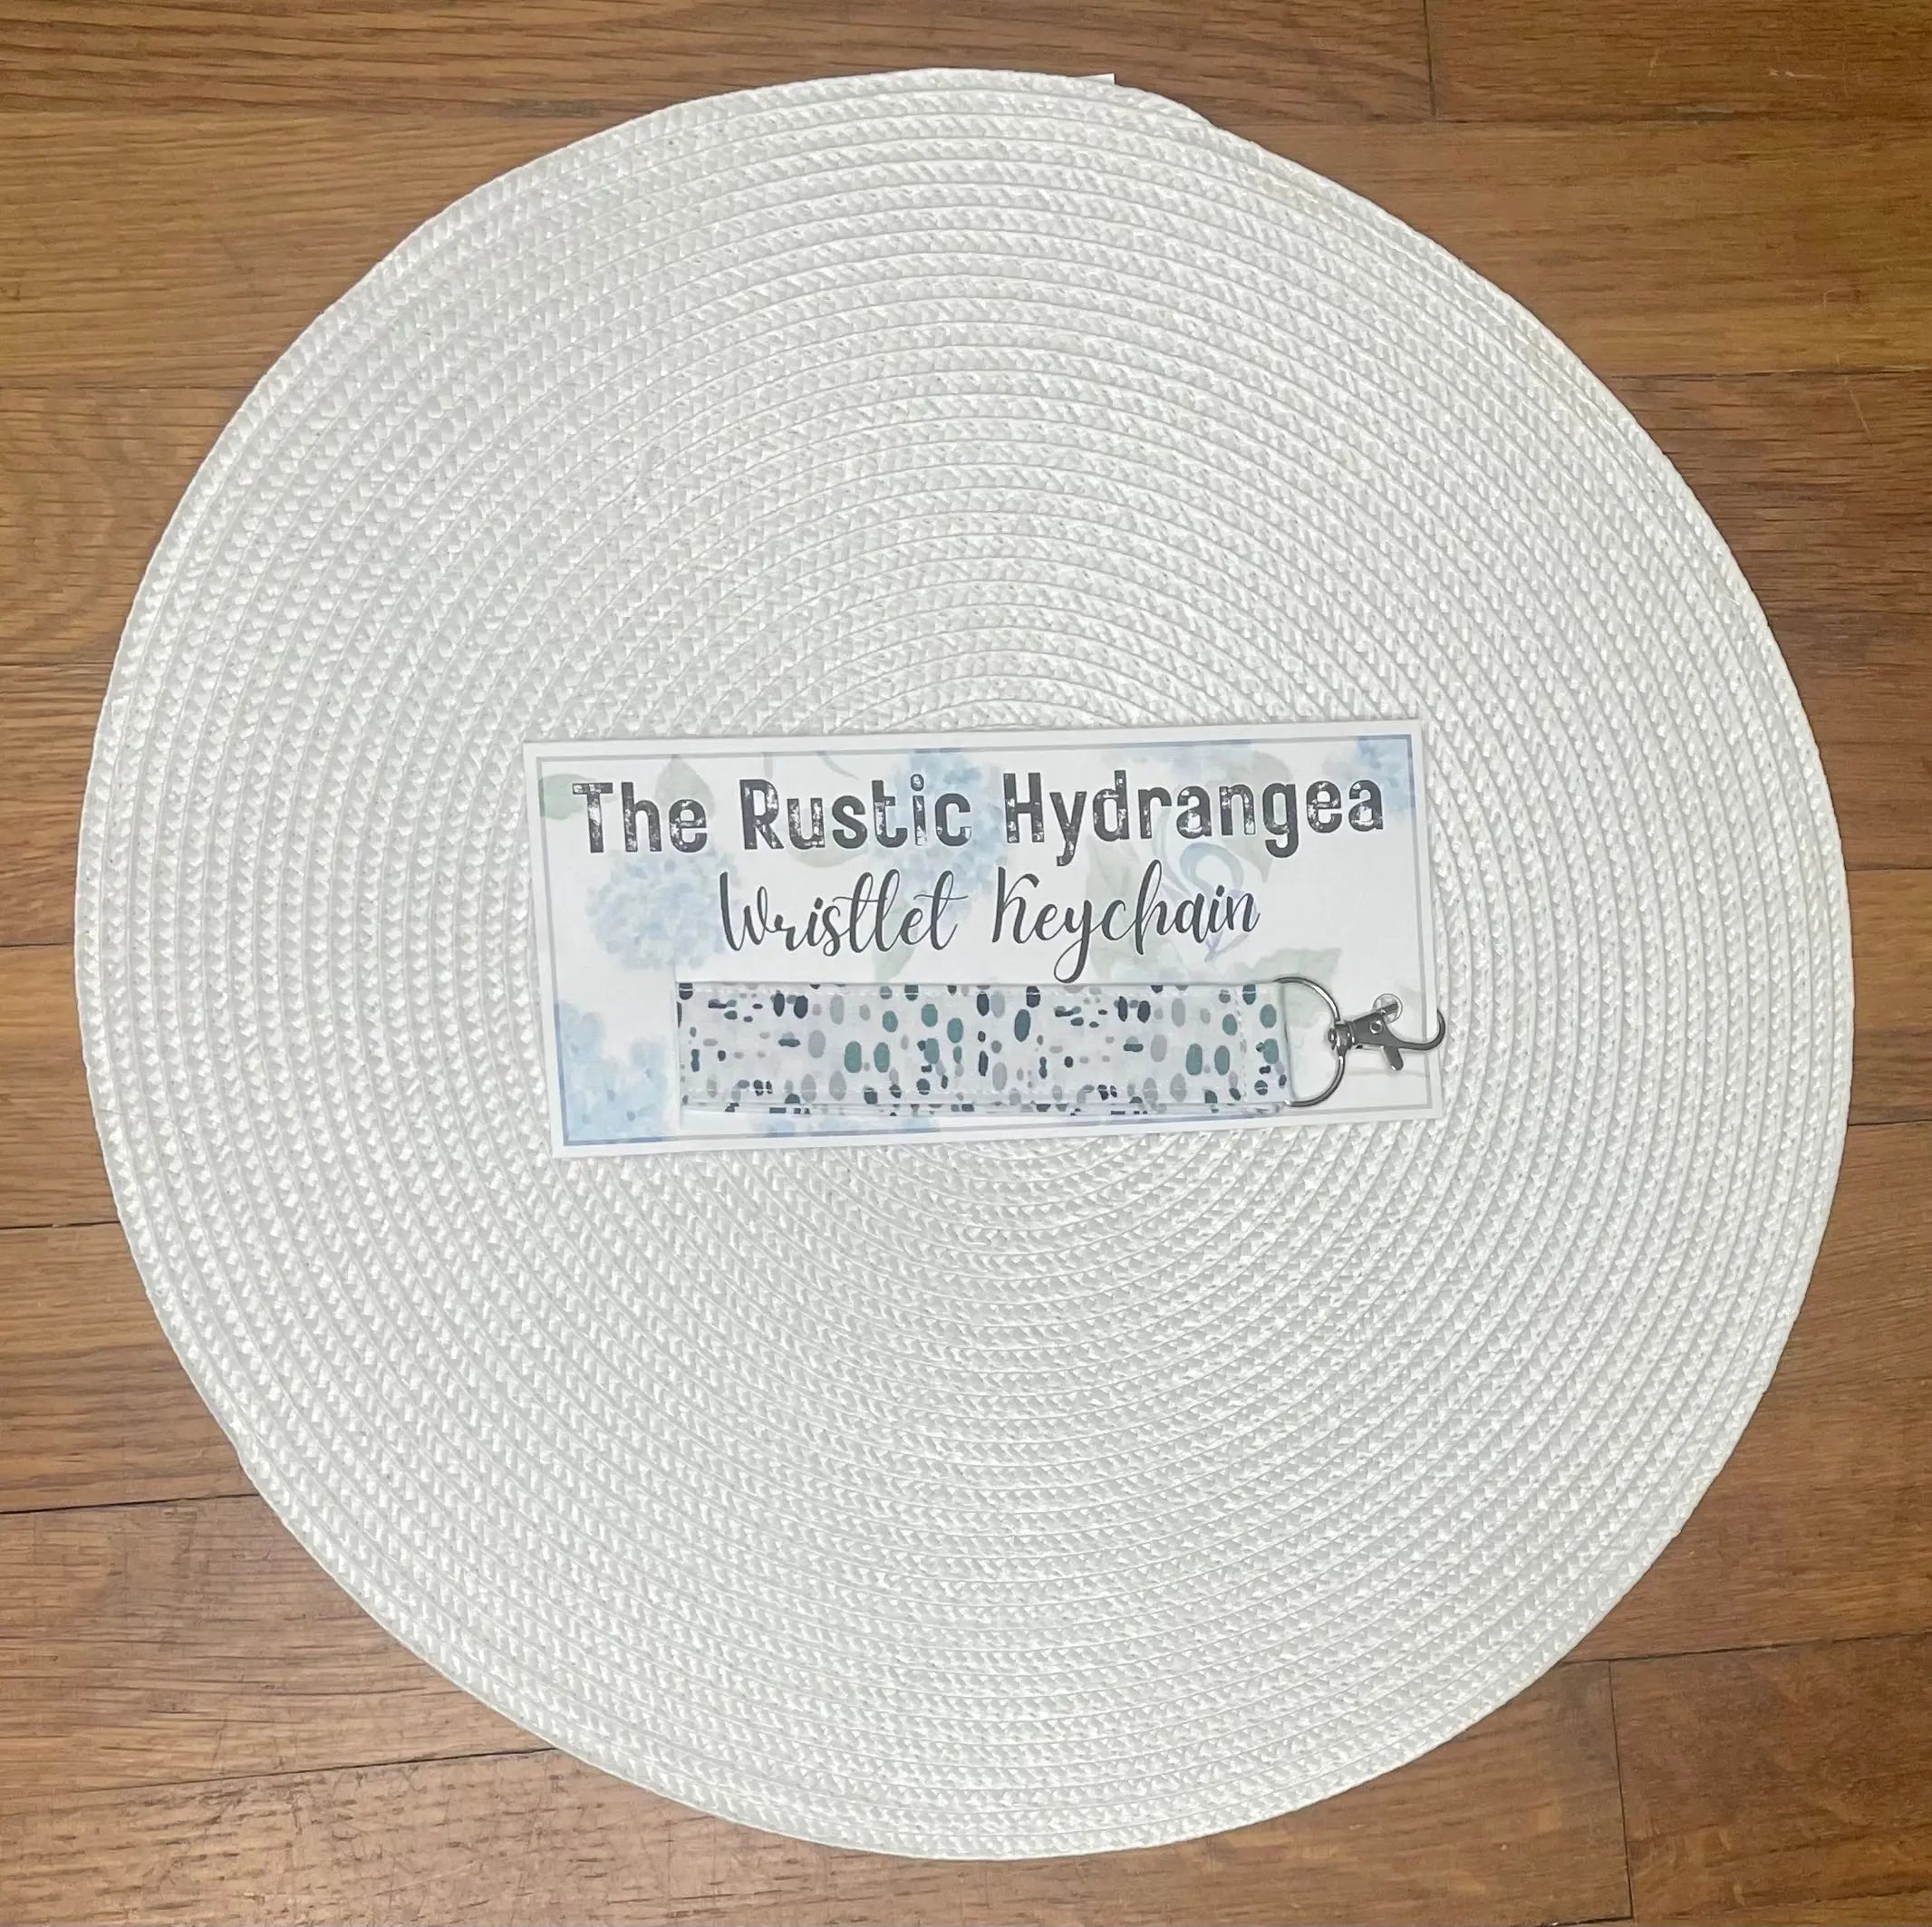 The Rustic Hydrangea
Wristlet Keychain